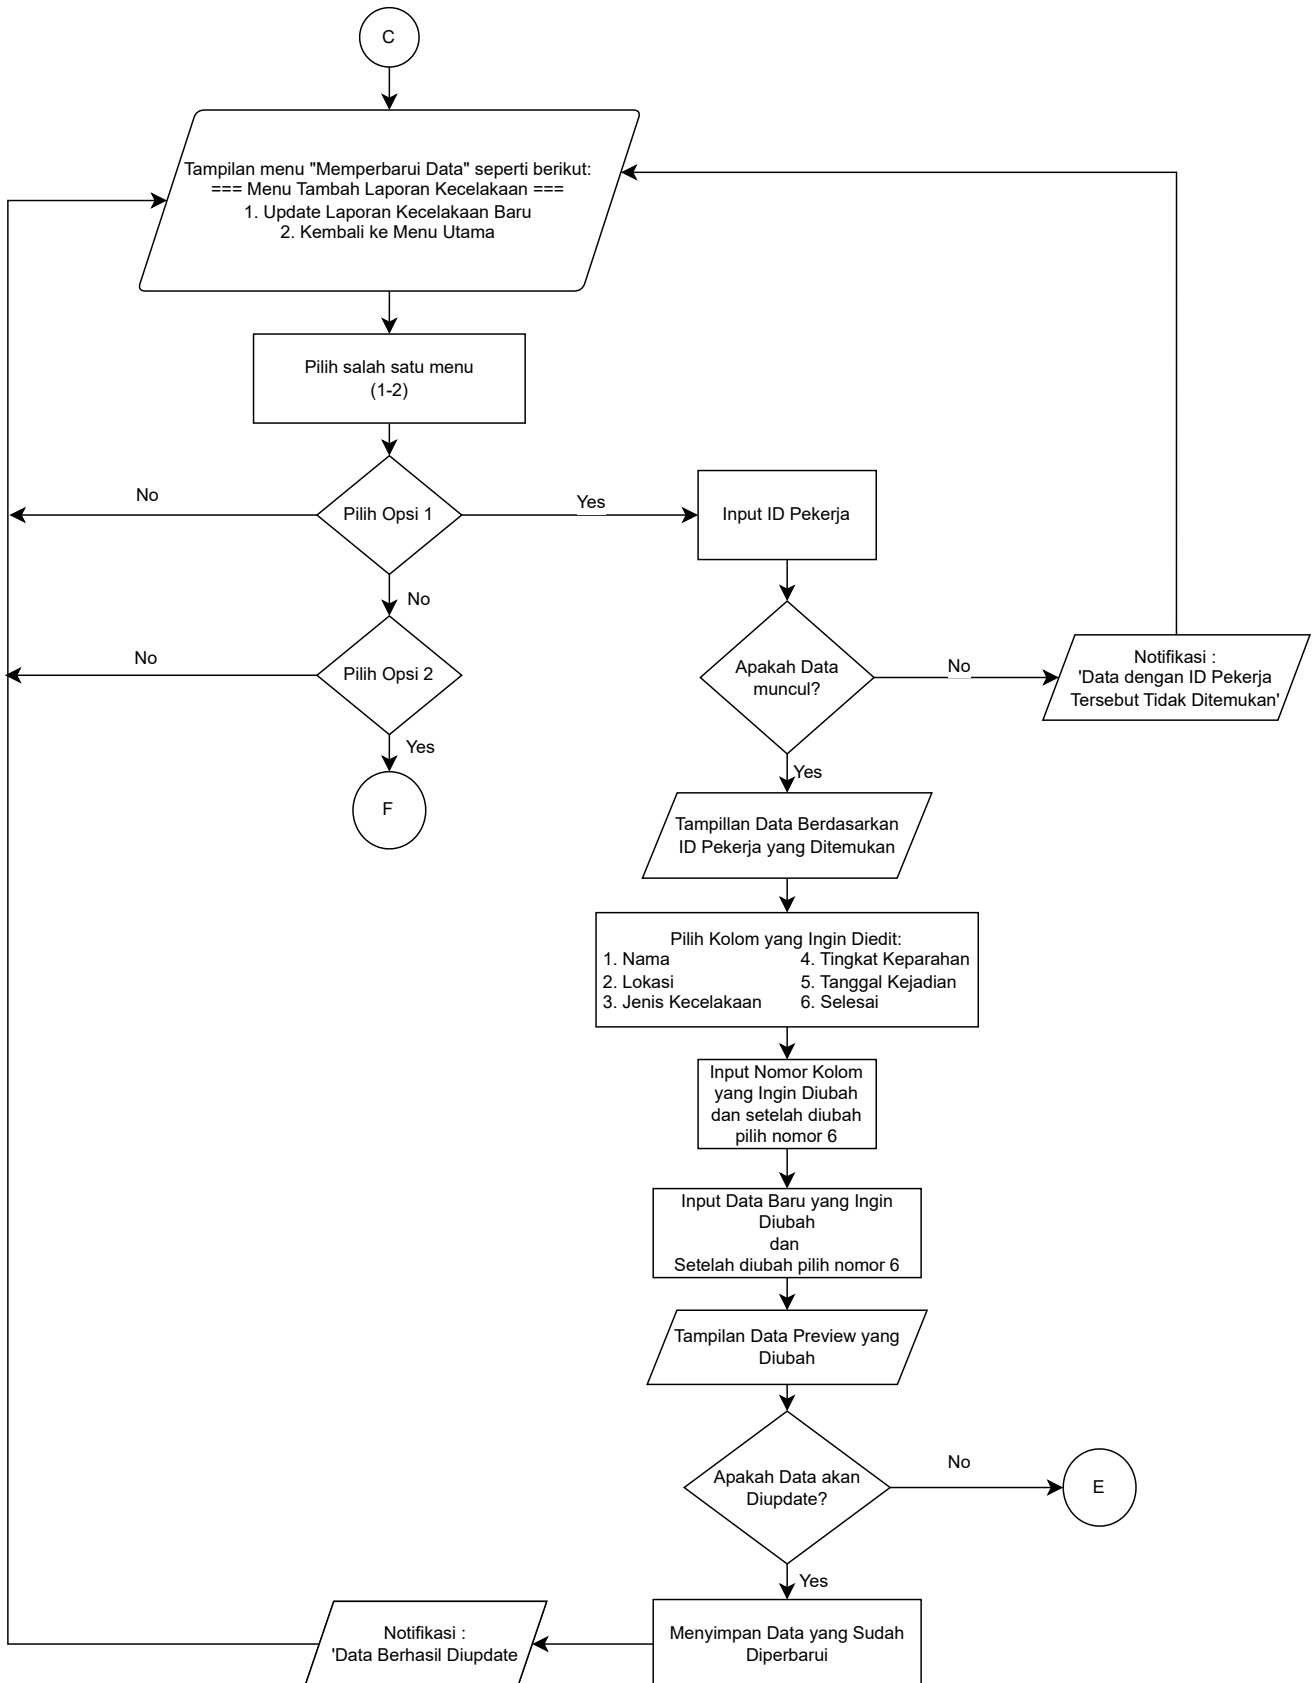 C
Tampilan menu "Memperbarui Data" seperti berikut:
=== Menu Tambah Laporan Kecelakaan ===
1. Update Laporan Kecelakaan Baru
2. Kembali ke Menu Utama
Pilih salah satu menu
(1-2)
No
Pilih Opsi 1
Yes
Input ID Pekerja
No
No
Pilih Opsi 2
Yes
F
Apakah Data
muncul?
No
Notifikasi :
'Data dengan ID Pekerja
Tersebut Tidak Ditemukan'
Yes
Tampillan Data Berdasarkan
ID Pekerja yang Ditemukan
Pilih Kolom yang Ingin Diedit:
1. Nama
2. Lokasi
3. Jenis Kecelakaan
4. Tingkat Keparahan
5. Tanggal Kejadian
6. Selesai
Input Nomor Kolom
yang Ingin Diubah
dan setelah diubah
pilih nomor 6
Input Data Baru yang Ingin
Diubah
dan
Setelah diubah pilih nomor 6
Tampilan Data Preview yang
Diubah
Apakah Data akan
Diupdate?
No
E
Yes
Menyimpan Data yang Sudah
Diperbarui
Notifikasi :
'Data Berhasil Diupdate